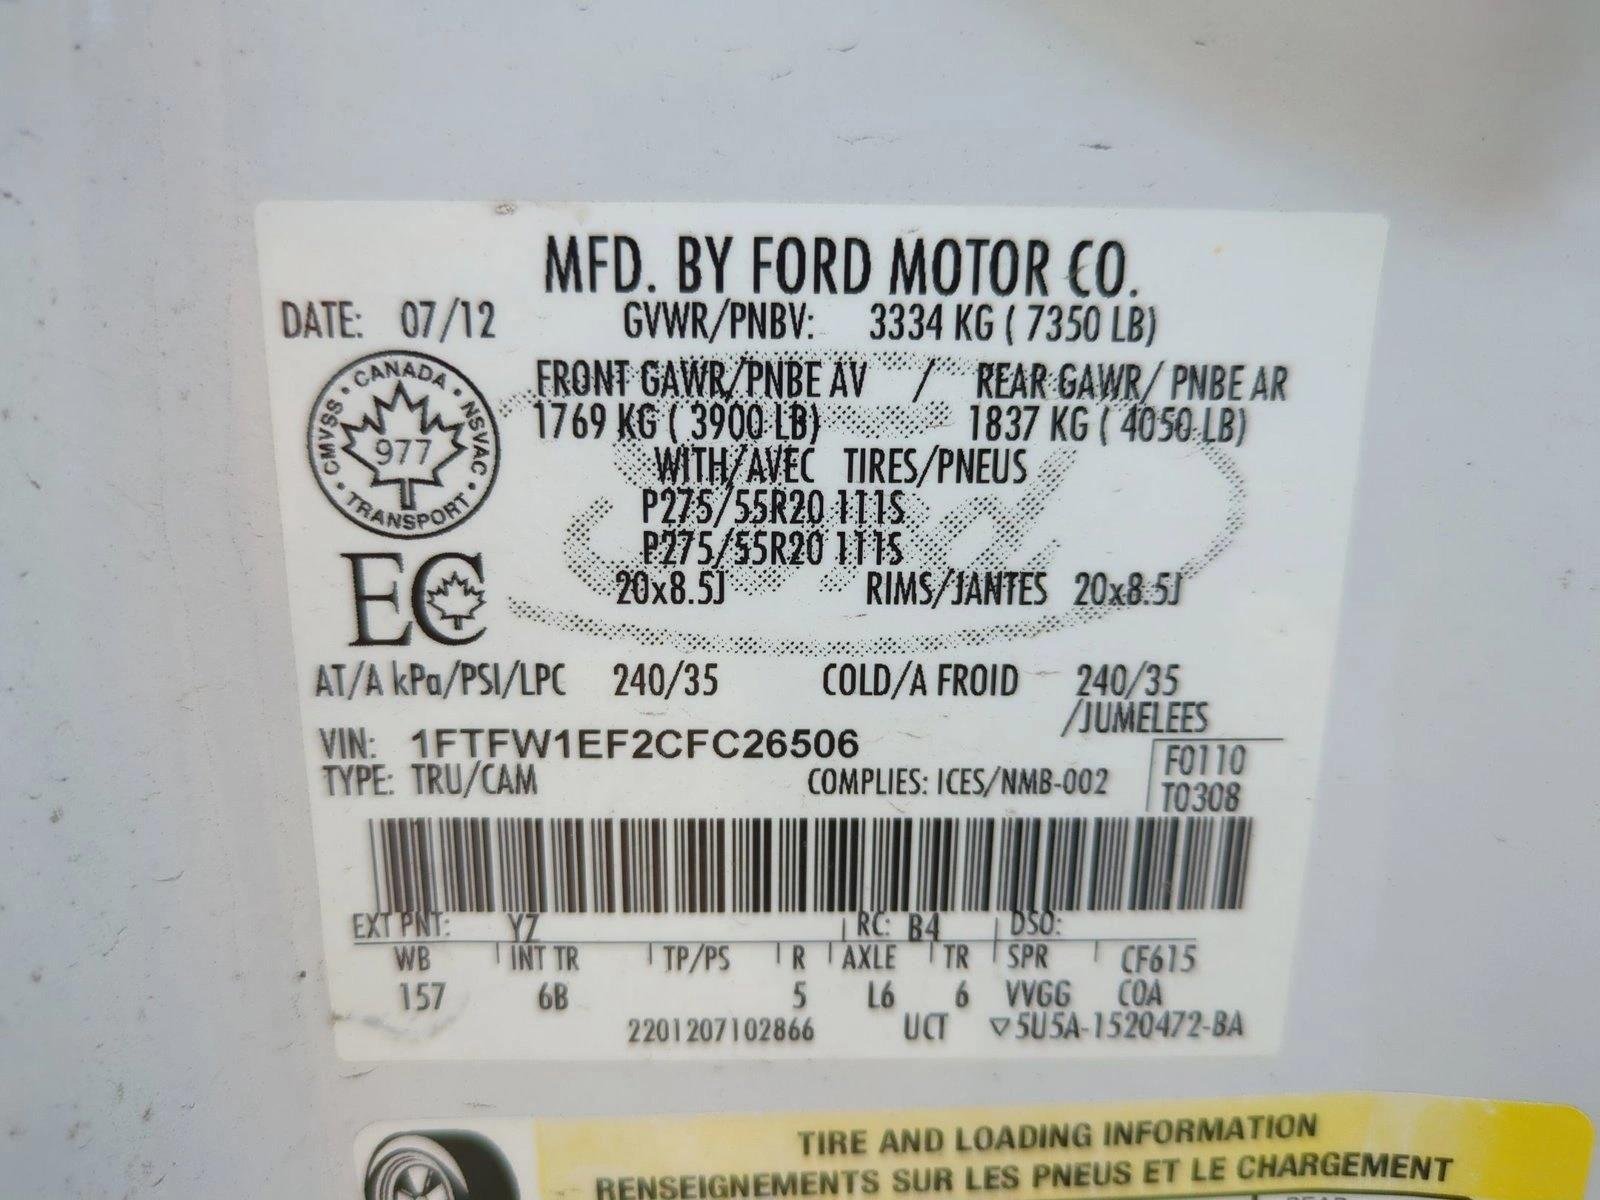 MFD. BY FORD MOTOR CO.
DATE: 07/12 GVWR/PNBV: 3334 KG ( 7350 LB)
FRONT GAWR/PNBE AV / REAR GAWR/ PNBE AR
1769 KG ( 3900 LB) 1837 KG ( 4050 LB)
WITH/AVEC TIRES/PNEUS
P275/55R20 111S
P275/55R20 111S
20x8.5J RIMS/JANTES 20x8.5J
CANADA
CMVSS 977 NSVAC
TRANSPORT
EC
AT/A kPa/PSI/LPC 240/35 COLD/A FROID 240/35
/JUMELEES
VIN: 1FTFW1EF2CFC26506
TYPE: TRU/CAM COMPLIES: ICES/NMB-002
F0110
T0308
EXT PNT: YZ RC: B4 DSO:
WB INT TR TP/PS R AXLE TR SPR CF615
157 6B 5 L6 6 VVGG COA
2201207102866 UCT ▽5U5A-1520472-BA
TIRE AND LOADING INFORMATION
RENSEIGNEMENTS SUR LES PNEUS ET LE CHARGEMENT